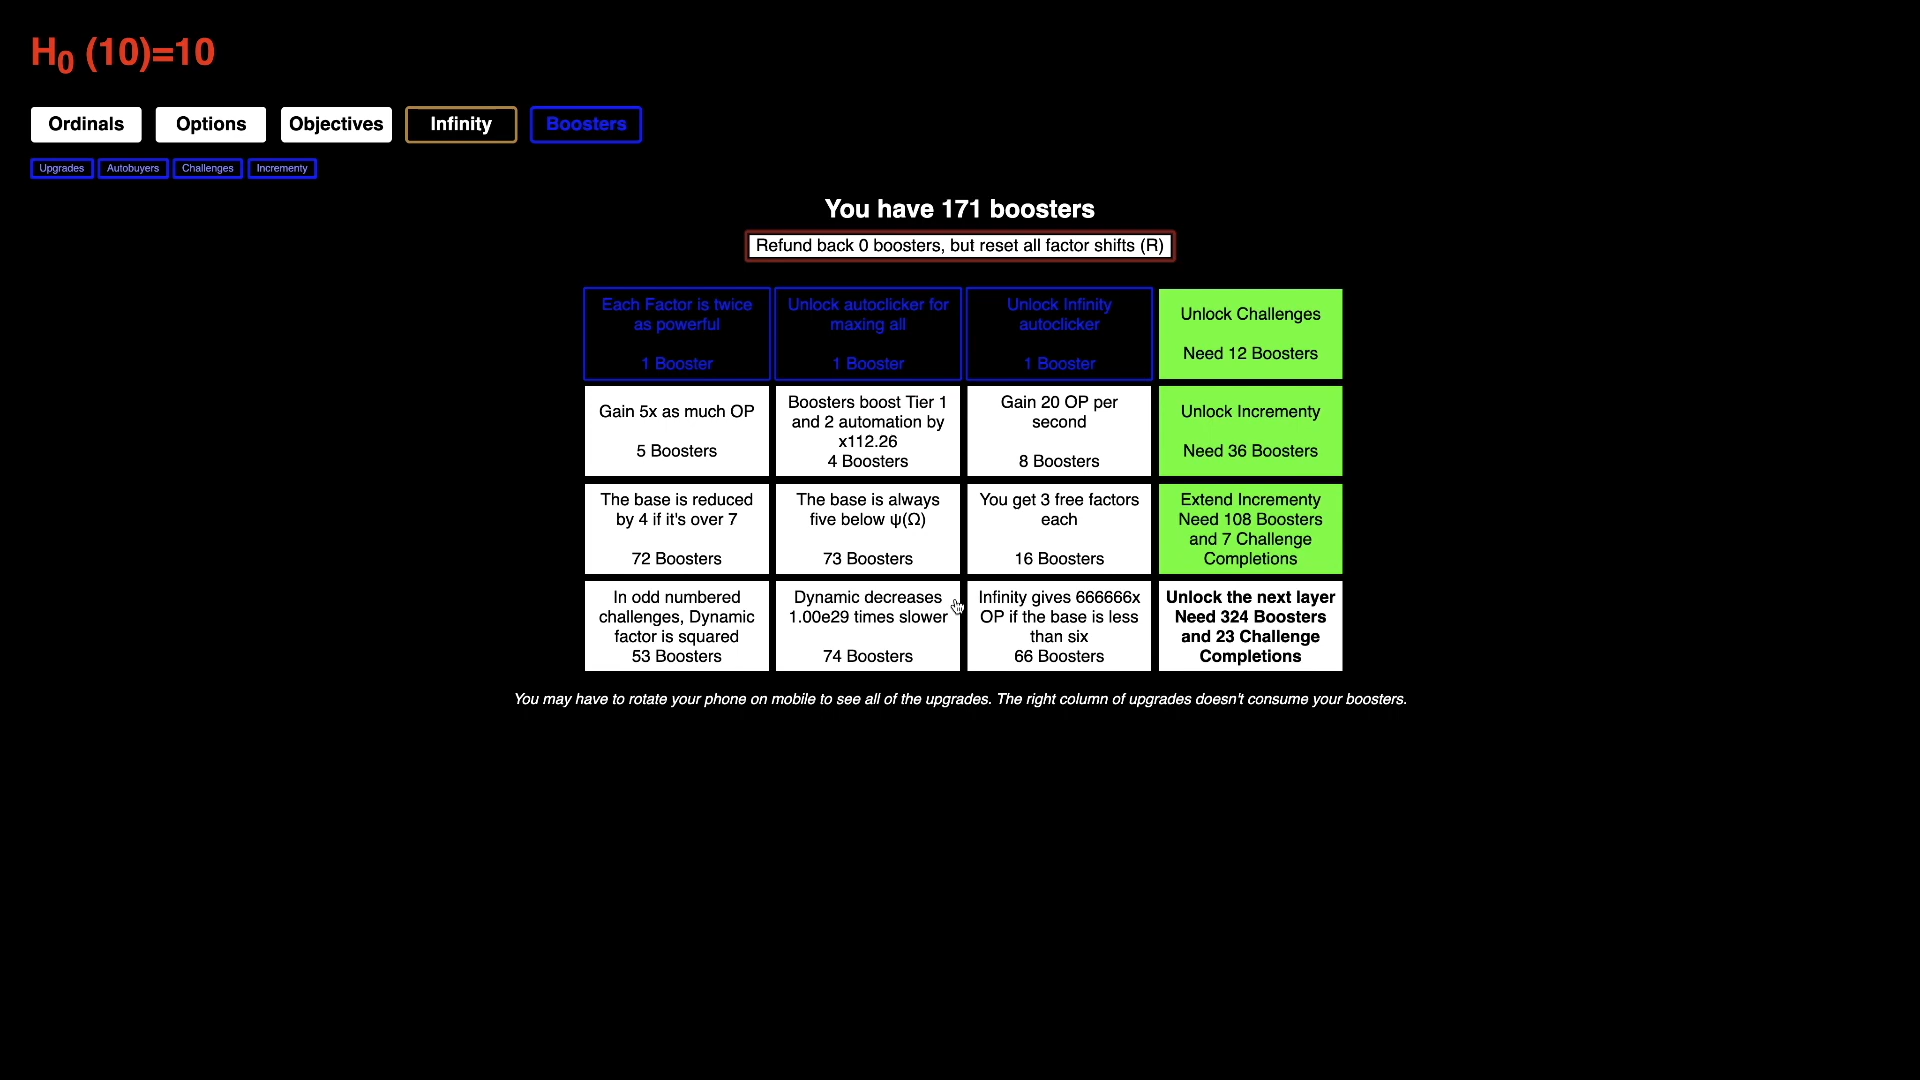 H₀ (10)=10
Ordinals
Options
Objectives
Infinity
Boosters
Upgrades
Autobuyers
Challenges
Incrementy
You have 171 boosters
Refund back 0 boosters, but reset all factor shifts (R)
Each Factor is twice
as powerful
1 Booster
Unlock autoclicker for
maxing all
1 Booster
Unlock Infinity
autoclicker
1 Booster
Unlock Challenges
Need 12 Boosters
Gain 5x as much OP
5 Boosters
Boosters boost Tier 1
and 2 automation by
x112.26
4 Boosters
Gain 20 OP per
second
8 Boosters
Unlock Incrementy
Need 36 Boosters
The base is reduced
by 4 if it's over 7
72 Boosters
The base is always
five below ψ(Ω)
73 Boosters
You get 3 free factors
each
16 Boosters
Extend Incrementy
Need 108 Boosters
and 7 Challenge
Completions
In odd numbered
challenges, Dynamic
factor is squared
53 Boosters
Dynamic decreases
1.00e29 times slower
74 Boosters
Infinity gives 666666x
OP if the base is less
than six
66 Boosters
Unlock the next layer
Need 324 Boosters
and 23 Challenge
Completions
You may have to rotate your phone on mobile to see all of the upgrades. The right column of upgrades doesn't consume your boosters.